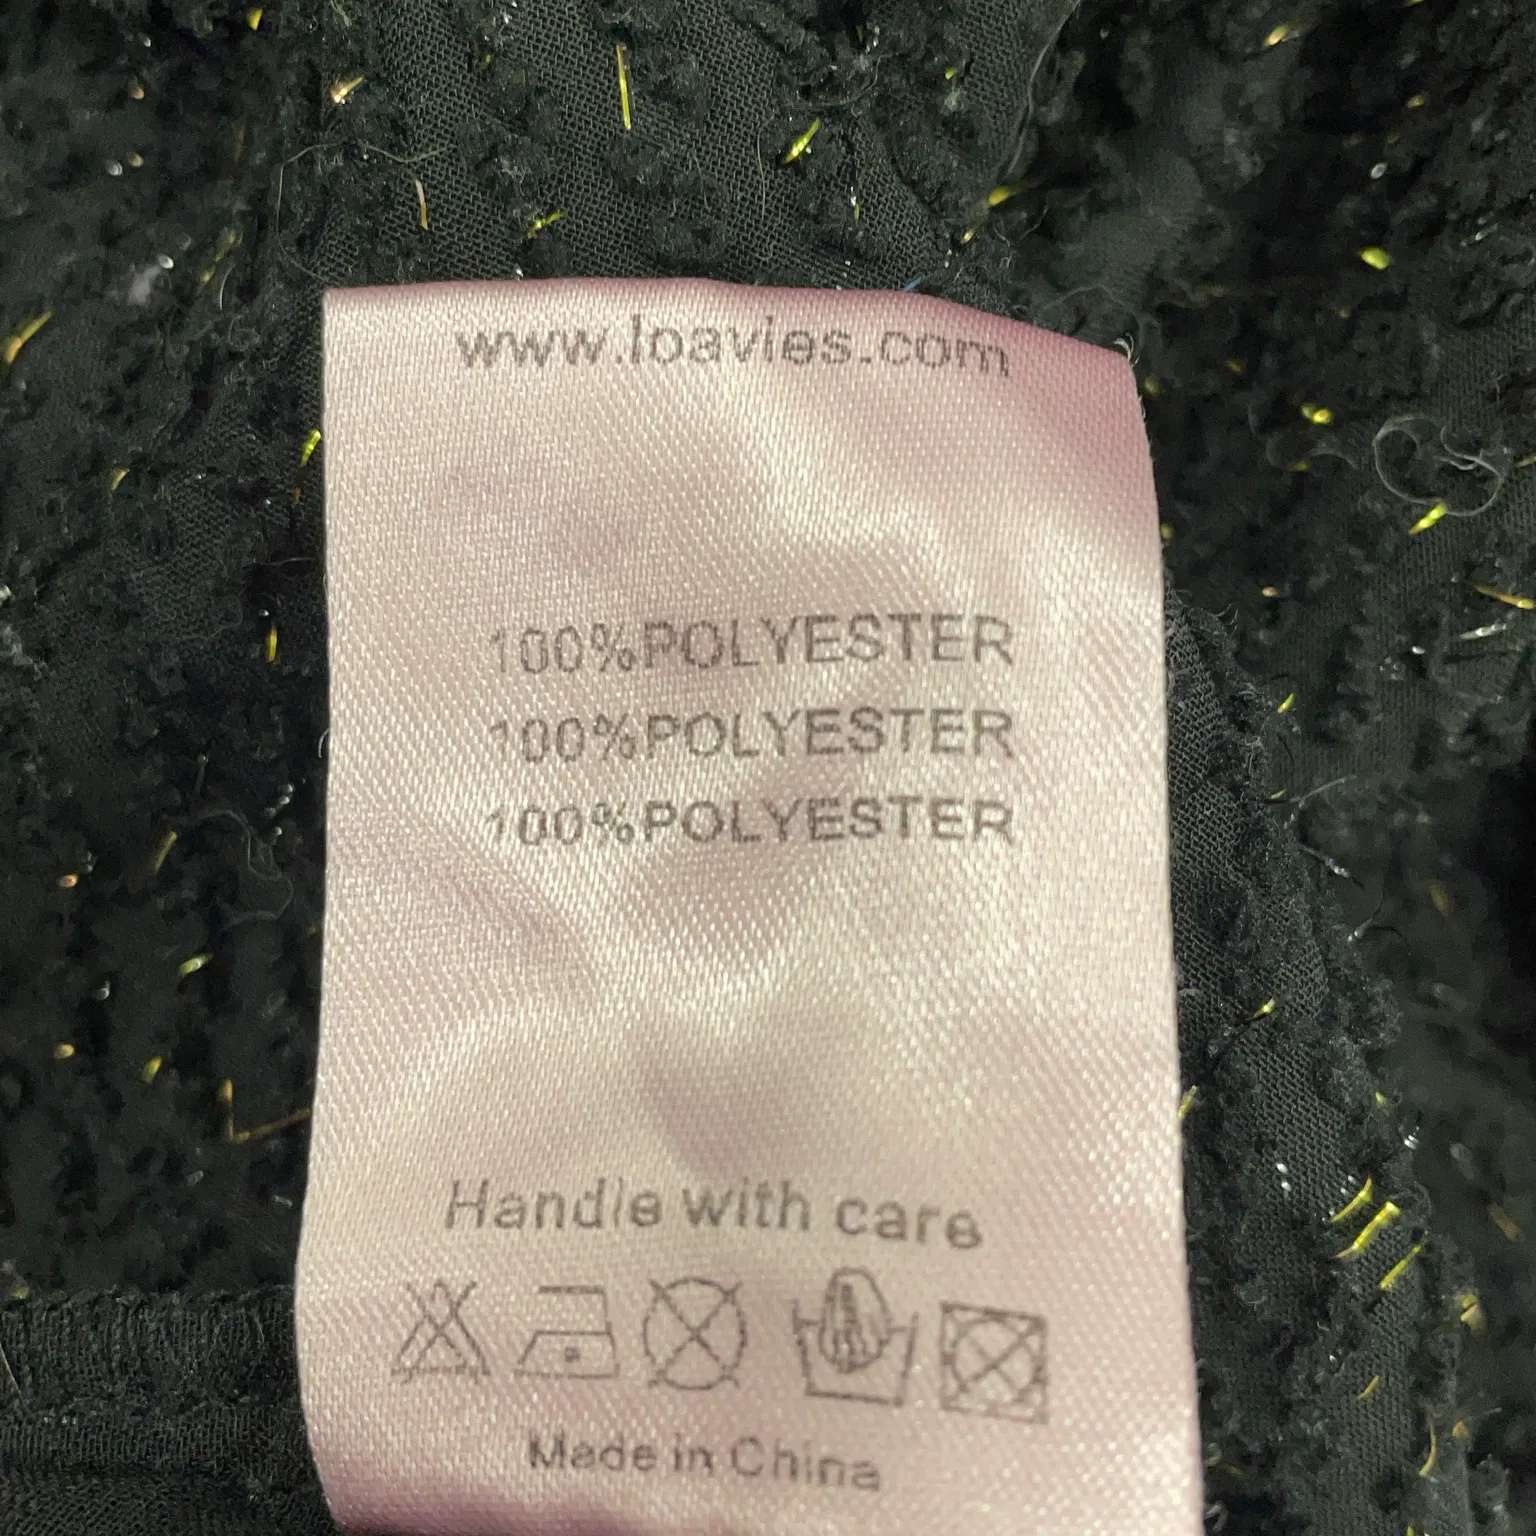 www.loavies.com
100%POLYESTER
100%POLYESTER
100%POLYESTER
Handle with care
Made in China